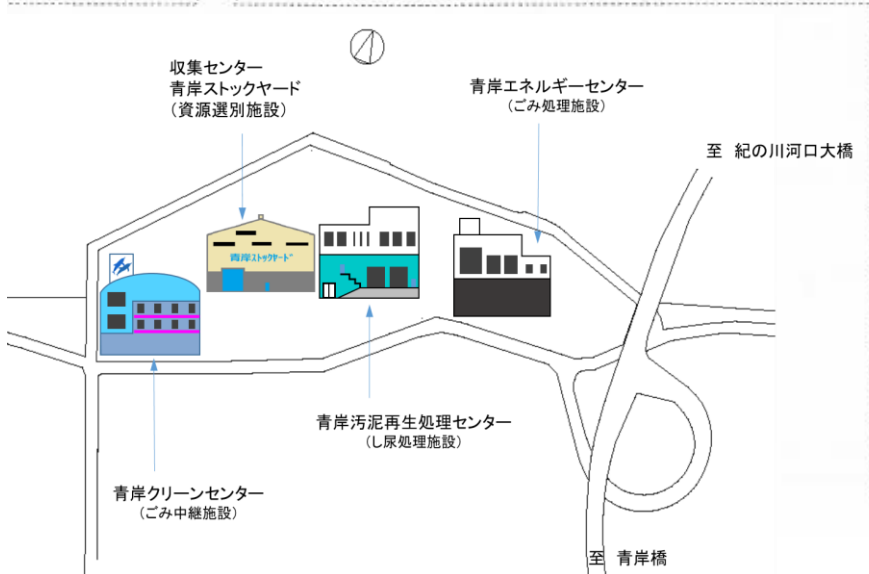 収集センター
青岸ストックヤード
（資源選別施設）
青岸エネルギーセンター
（ごみ処理施設）
至　紀の川河口大橋
青岸ストックヤード
青岸汚泥再生処理センター
（し尿処理施設）
青岸クリーンセンター
（ごみ中継施設）
至　青岸橋